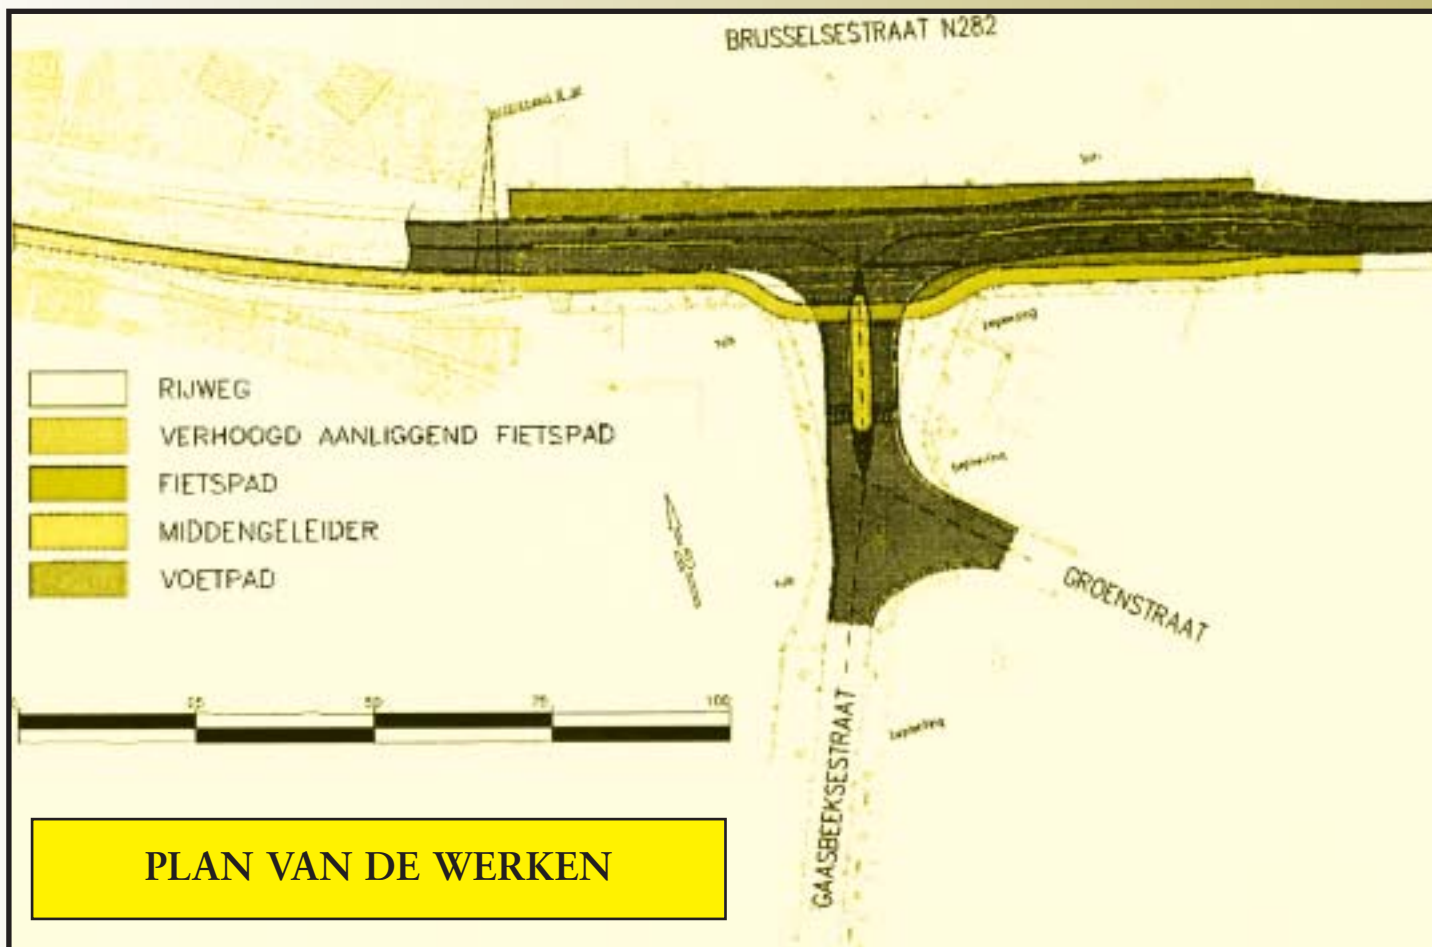 BRUSSELSESTRAAT N282
RIJWEG
VERHOOGD AANLIGGEND FIETSPAD
FIETSPAD
MIDDENGELEIDER
VOETPAD
GROENSTRAAT
GAASBEEKSESTRAAT
25 50 75 100
PLAN VAN DE WERKEN